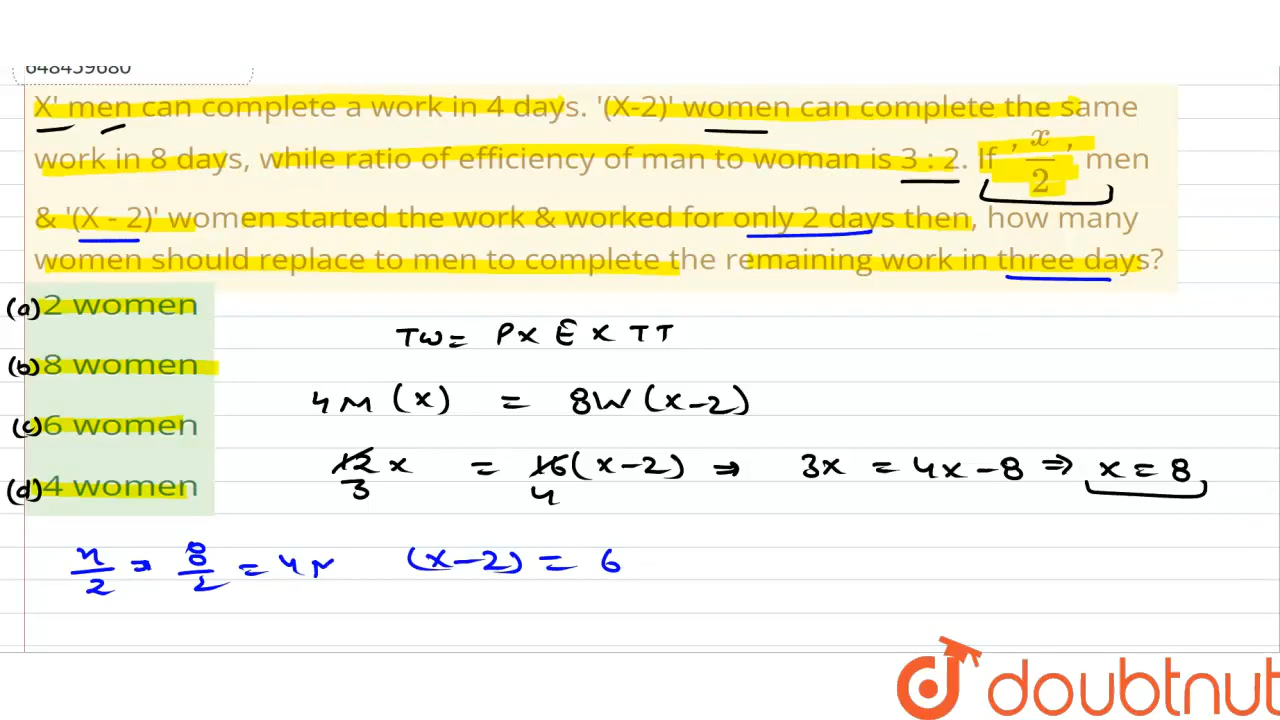 648459680
X' men can complete a work in 4 days. '(X-2)' women can complete the same
work in 8 days, while ratio of efficiency of man to woman is 3 : 2. If ' x/2 ' men
& '(X - 2)' women started the work & worked for only 2 days then, how many
women should replace to men to complete the remaining work in three days?
(a) 2 women
TW = P x E x TT
(b) 8 women
4M (x) = 8W (x-2)
(c) 6 women
12x = 16(x-2) ⇒ 3x = 4x-8 ⇒ x = 8
3 4
(d) 4 women
x/2 = 8/2 = 4M (x-2) = 6
doubtnut